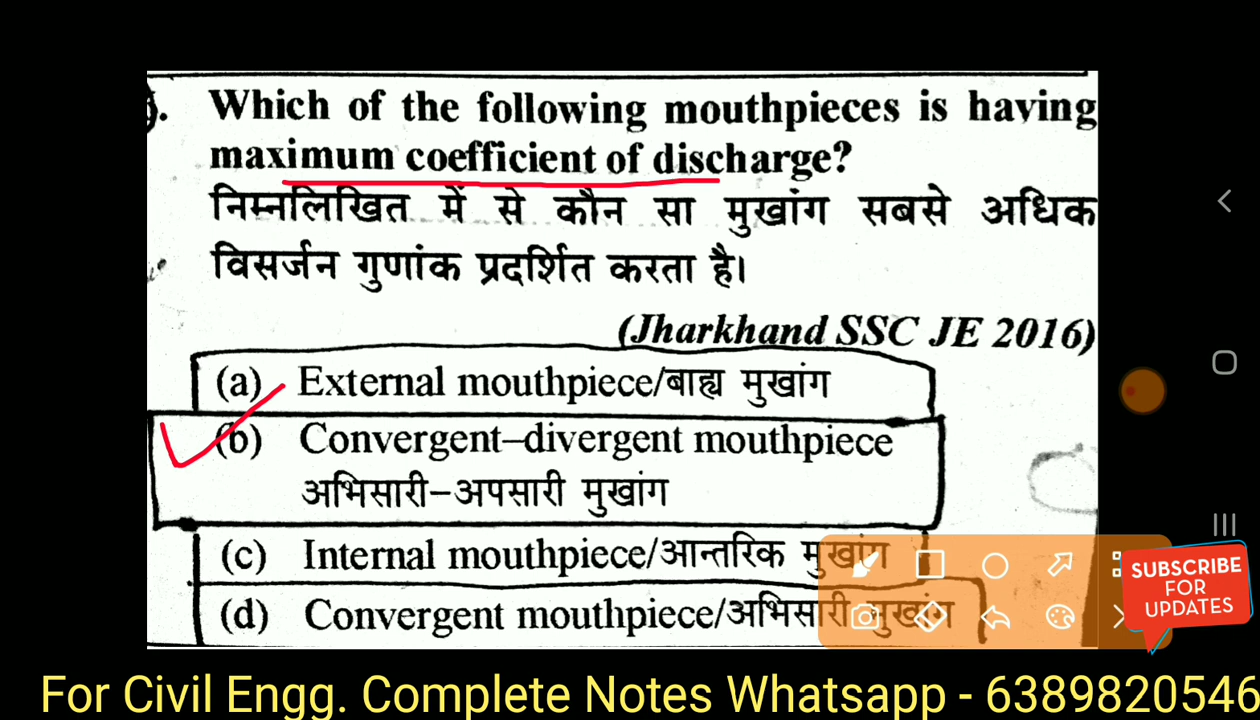 Which of the following mouthpieces is having
maximum coefficient of discharge?
निम्नलिखित में से कौन सा मुखांग सबसे अधिक
विसर्जन गुणांक प्रदर्शित करता है।
(Jharkhand SSC JE 2016)
(a) External mouthpiece/बाह्य मुखांग
(b) Convergent–divergent mouthpiece
अभिसारी–अपसारी मुखांग
(c) Internal mouthpiece/आन्तरिक मुखांग
(d) Convergent mouthpiece/अभिसारी मुखांग
SUBSCRIBE
FOR
UPDATES
For Civil Engg. Complete Notes Whatsapp - 6389820546